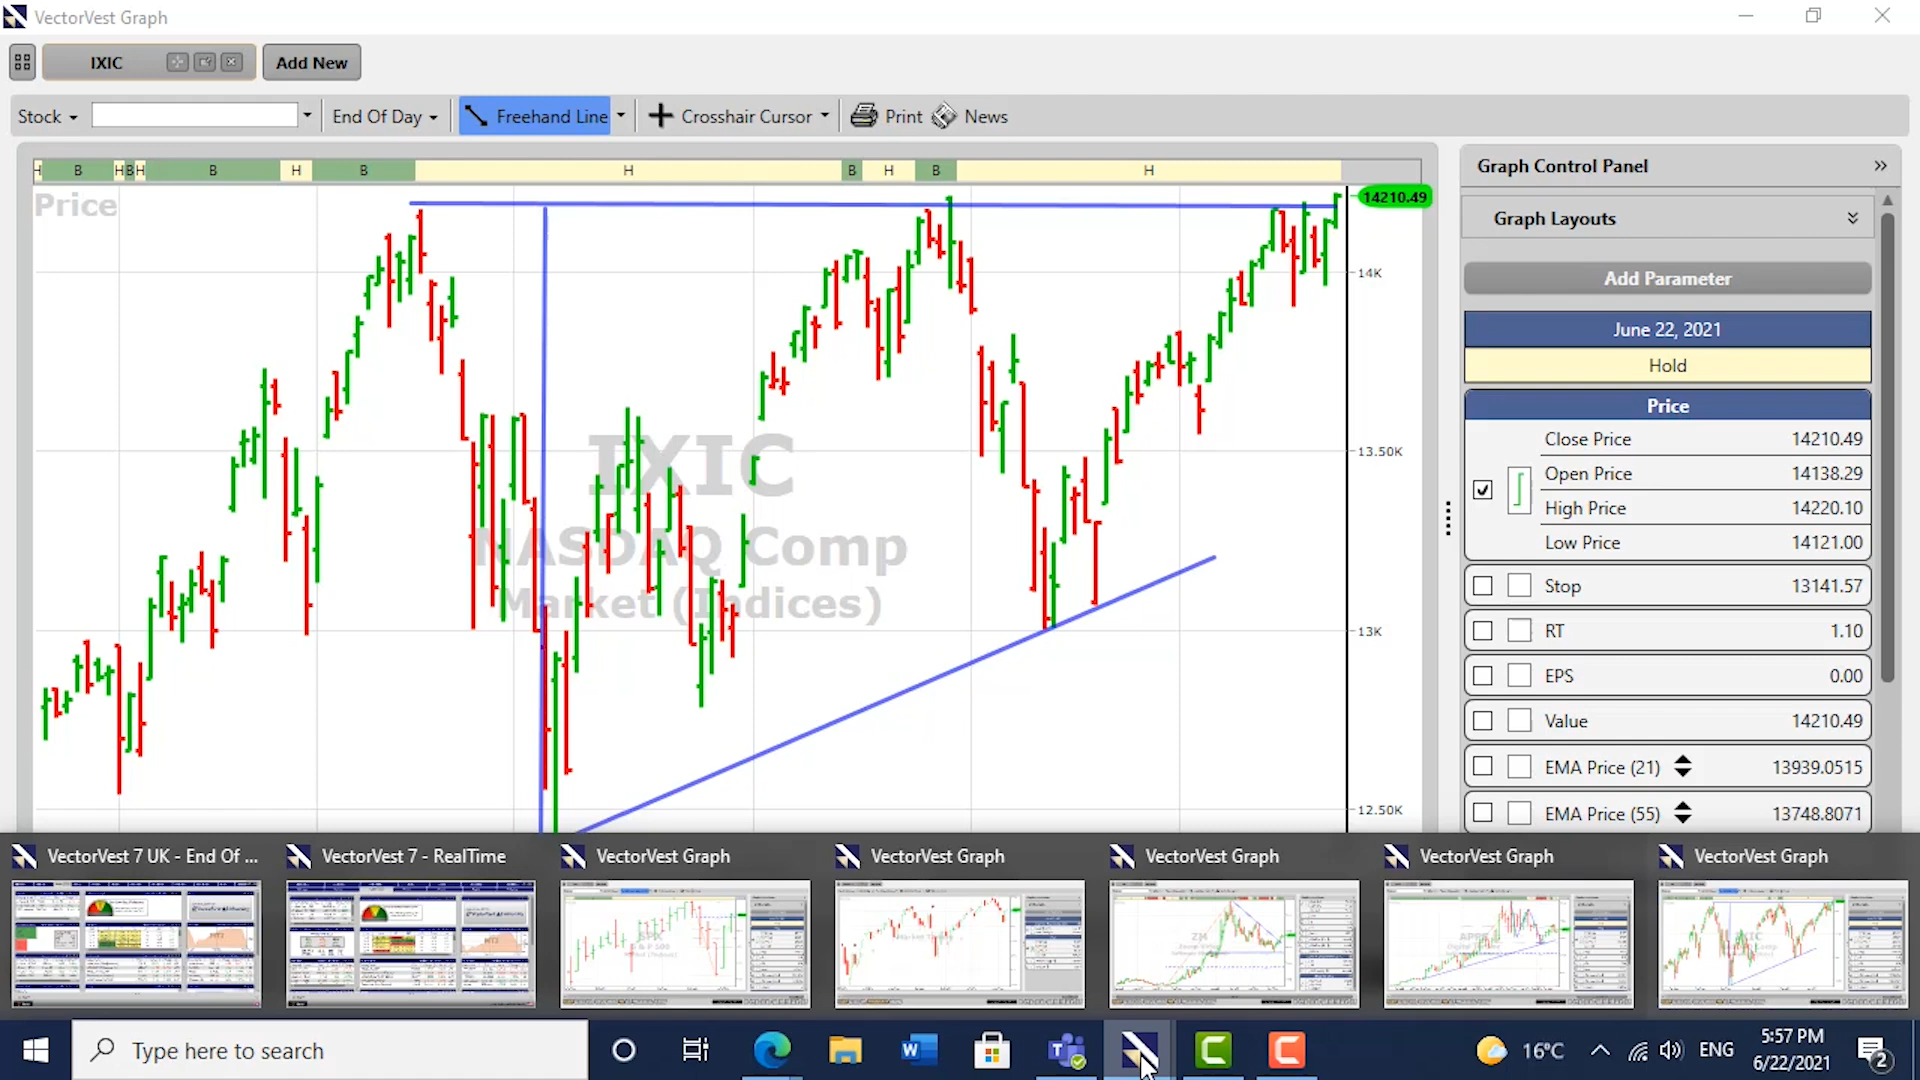 VectorVest Graph
IXIC
Add New
Stock
End Of Day
Freehand Line
Crosshair Cursor
Print
News
H B H B H B H B H B H B H
Price
14210.49
14K
13.50K
13K
12.50K
IXIC
NASDAQ Comp
Market (Indices)
Graph Control Panel
Graph Layouts
Add Parameter
June 22, 2021
Hold
Price
Close Price 14210.49
Open Price 14138.29
High Price 14220.10
Low Price 14121.00
Stop 13141.57
RT 1.10
EPS 0.00
Value 14210.49
EMA Price (21) 13939.0515
EMA Price (55) 13748.8071
VectorVest 7 UK - End Of ...
VectorVest 7 - RealTime
VectorVest Graph
VectorVest Graph
VectorVest Graph
VectorVest Graph
VectorVest Graph
Type here to search
16°C
ENG
5:57 PM
6/22/2021
2